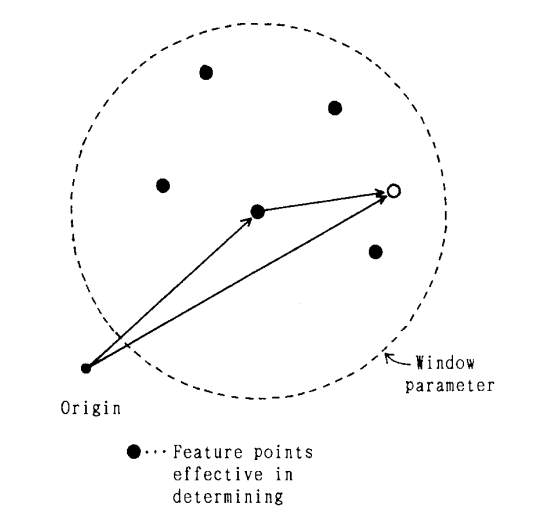 Window
parameter
Origin
···Feature points
effective in
determining